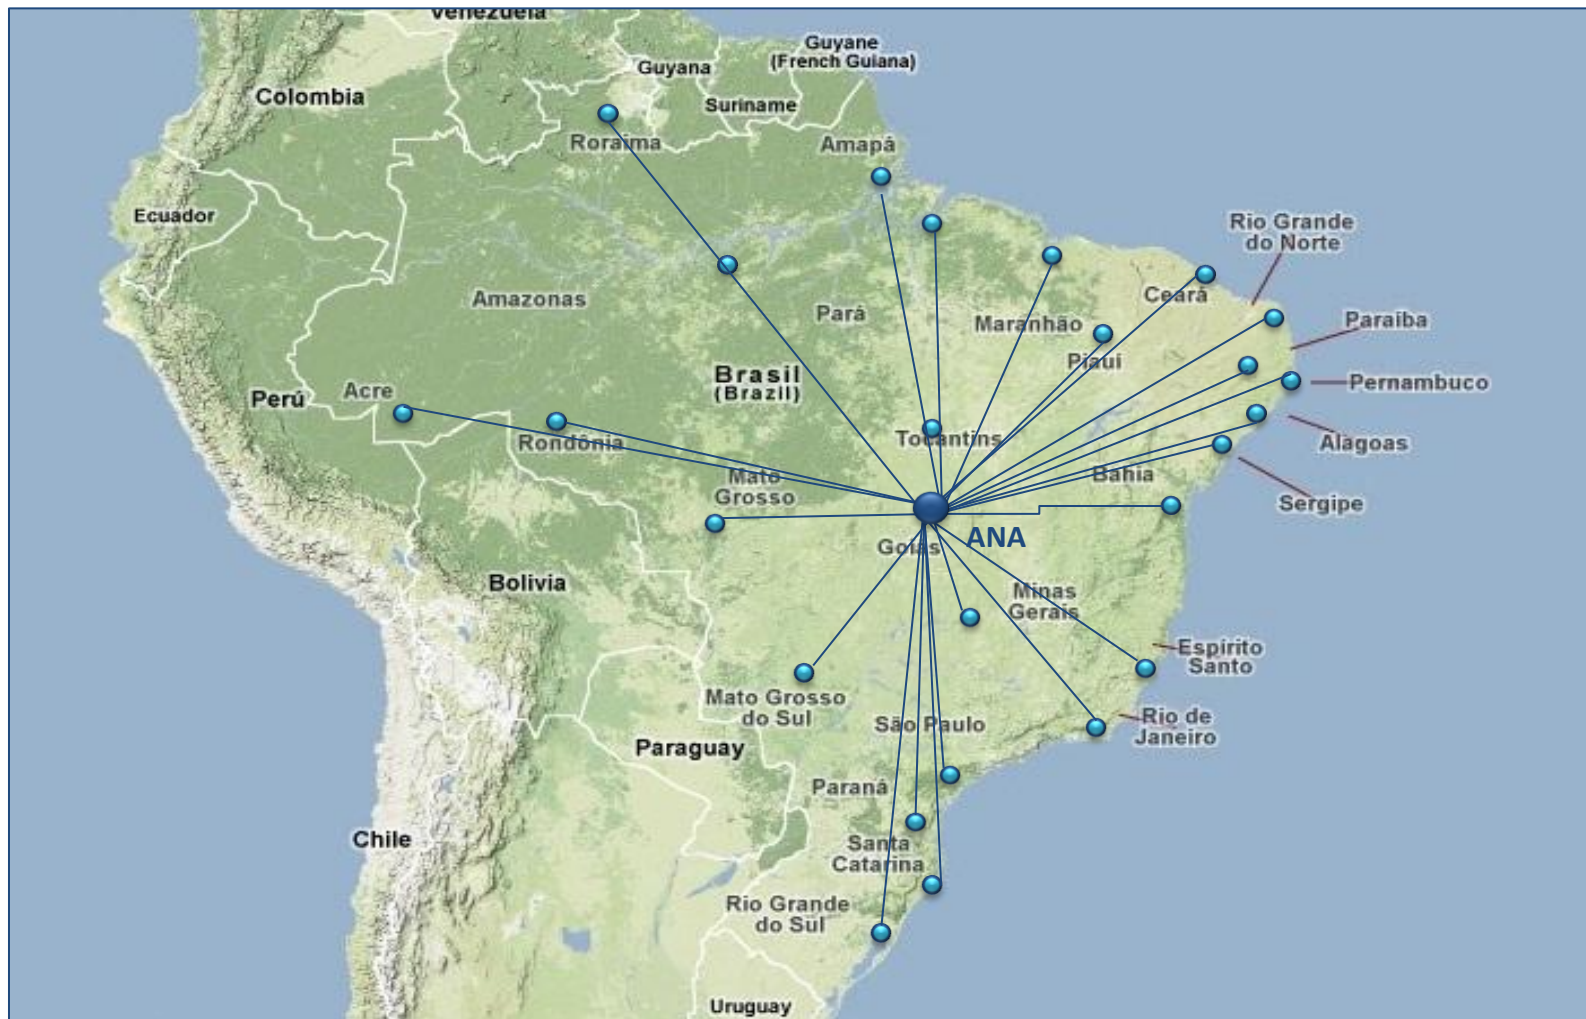 Venezuela
Guyane
(French Guiana)
Guyana
Colombia
Suriname
Roraima
Amapá
Ecuador
Rio Grande
do Norte
Amazonas
Ceará
Pará
Maranhão
Paraiba
Piauí
Brasil
(Brazil)
Pernambuco
Acre
Perú
Rondônia
Tocantins
Alagoas
Mato
Grosso
Bahia
Sergipe
ANA
Goiás
Bolivia
Minas
Gerais
Espírito
Santo
Mato Grosso
do Sul
São Paulo
Rio de
Janeiro
Paraguay
Paraná
Chile
Santa
Catarina
Rio Grande
do Sul
Uruguay